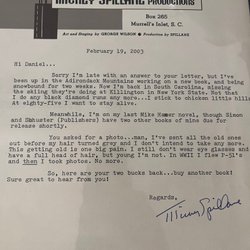 MICKEY SPILLANE PRODUCTIONS
Box 265
Murrell's Inlet, S. C.
Art and Staging by GEORGE WILSON ◆ Production by SPILLANE
February 19, 2003
Hi Daniel...
Sorry I'm late with an answer to your letter, but I've
been up in the Adirondack Mountains working on a new book, and being
snowbound for two weeks. Now I'm back in South Carolina, missing
the skiing they're doing at Killington in New York State. Not that
I do any black diamond runs any more...I stick to chicken little hills.
At eighty-five I want to stay alive.
Meanwhile, I'm on my last Mike Hammer novel, though Simon
and Schuster (Publishers) have two other books of mine due for
release shortly.
You asked for a photo...man, I've sent all the old ones
out before my hair turned grey and I don't intend to take any more.
This getting old is one big pain. I still don't wear eye glasses and
have a full head of hair, but young I'm not. In WWII I flew P-51's
and then I took photos. No more.
So, here are your two bucks back...buy another book!
Sure great to hear from you!
Regards,
Mickey Spillane